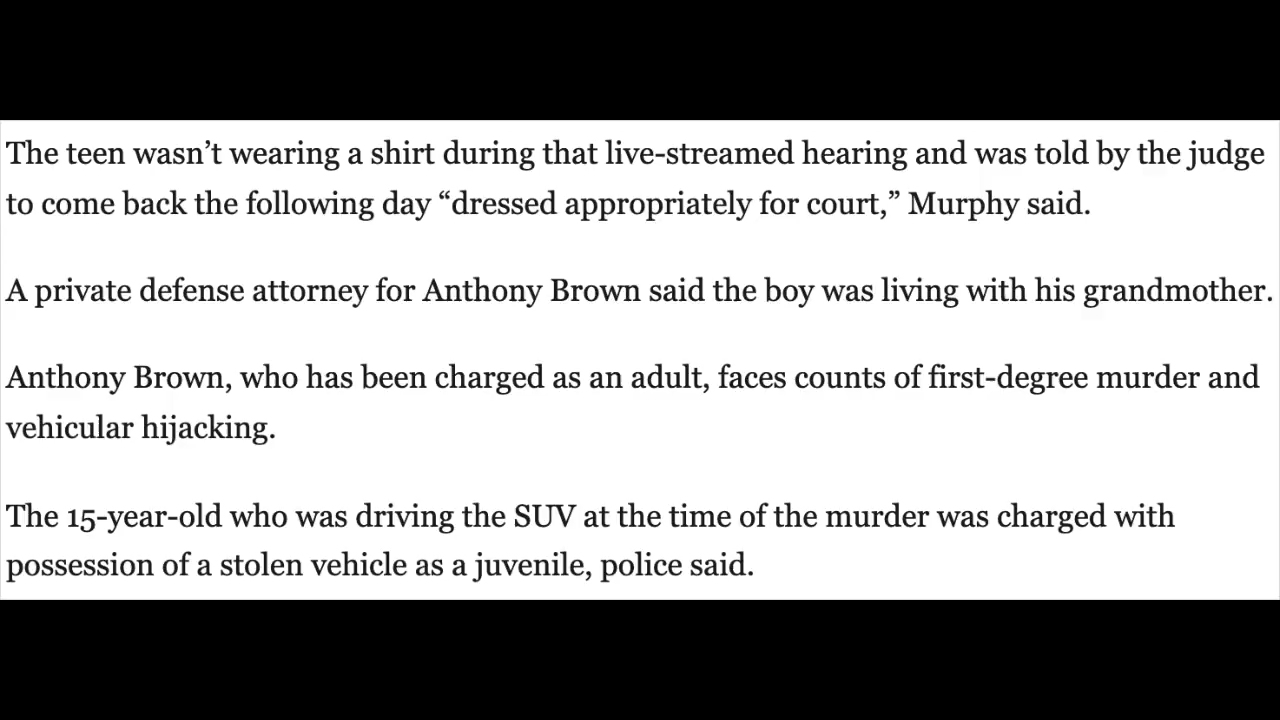 The teen wasn’t wearing a shirt during that live-streamed hearing and was told by the judge
to come back the following day “dressed appropriately for court,” Murphy said.
A private defense attorney for Anthony Brown said the boy was living with his grandmother.
Anthony Brown, who has been charged as an adult, faces counts of first-degree murder and
vehicular hijacking.
The 15-year-old who was driving the SUV at the time of the murder was charged with
possession of a stolen vehicle as a juvenile, police said.